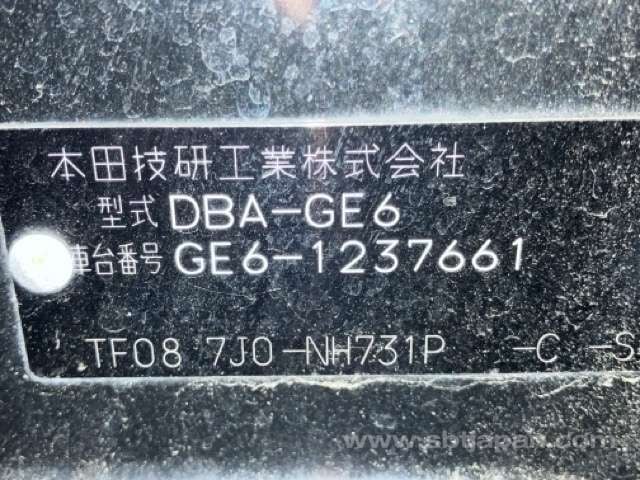 本田技研工業株式会社
型式 DBA-GE6
車台番号 GE6-1237661
TF08 7J0-NH731P -C -S
www.sbtjapan.com